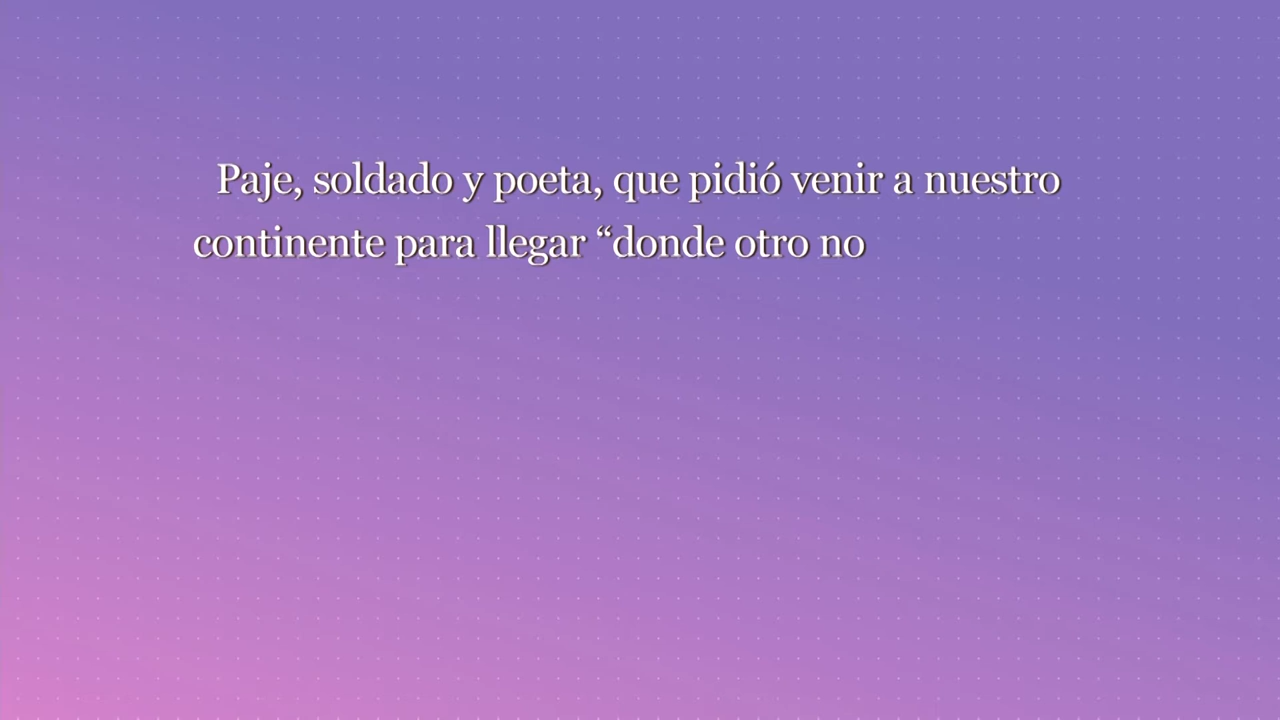 Paje, soldado y poeta, que pidió venir a nuestro
continente para llegar “donde otro no